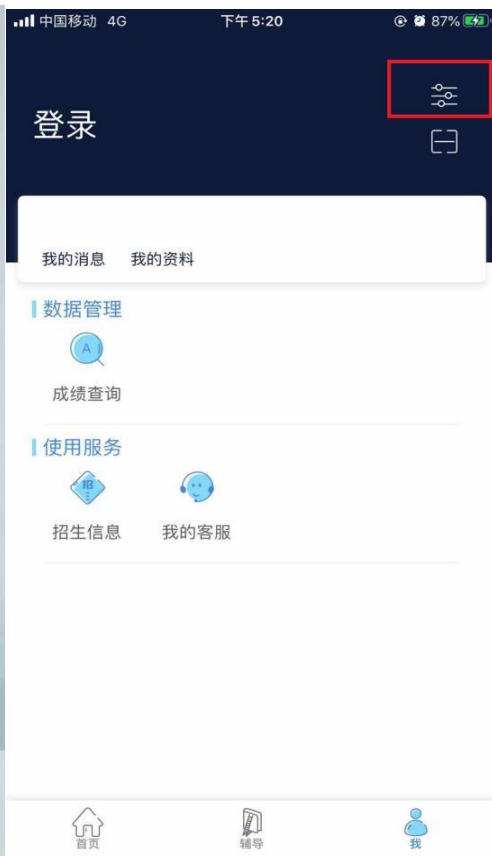 中国移动 4G 下午5:20 87%
登录
我的消息 我的资料
数据管理
A
成绩查询
使用服务
招生信息 我的客服
首页 辅导 我